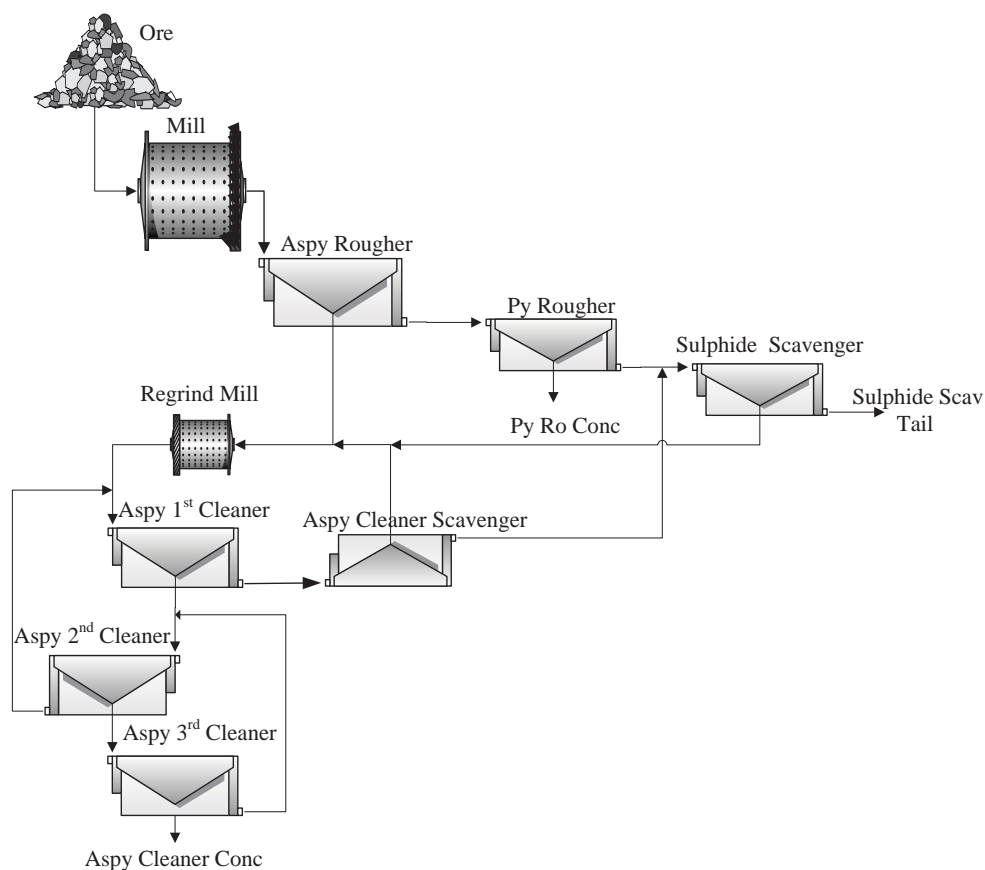 Ore
Mill
Aspy Rougher
Py Rougher
Sulphide Scavenger
Regrind Mill
Sulphide Scav
Tail
Py Ro Conc
Aspy 1st Cleaner
Aspy Cleaner Scavenger
Aspy 2nd Cleaner
Aspy 3rd Cleaner
Aspy Cleaner Conc